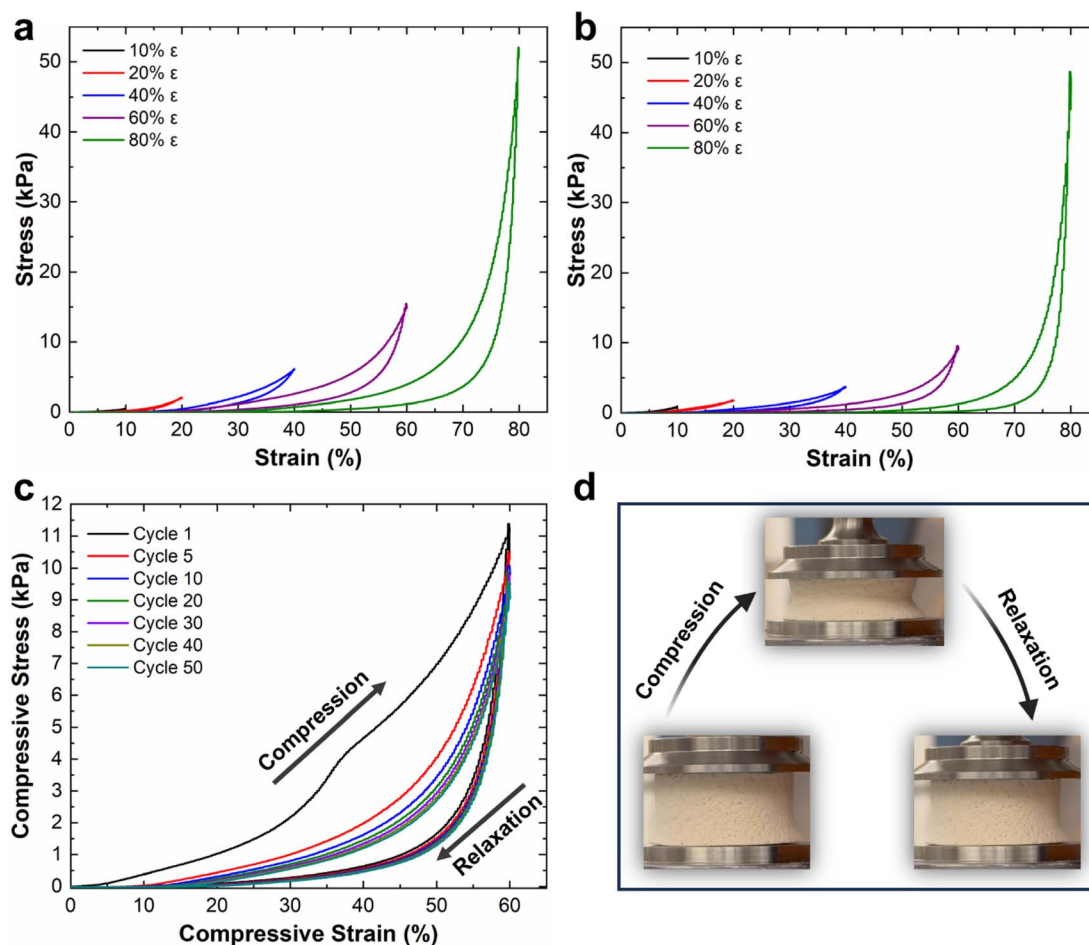 a
10% ε
20% ε
40% ε
60% ε
80% ε
50
40
30
20
10
0
Stress (kPa)
0 10 20 30 40 50 60 70 80
Strain (%)
b
10% ε
20% ε
40% ε
60% ε
80% ε
50
40
30
20
10
0
Stress (kPa)
0 10 20 30 40 50 60 70 80
Strain (%)
c
12
11
10
9
8
7
6
5
4
3
2
1
0
Compressive Stress (kPa)
Cycle 1
Cycle 5
Cycle 10
Cycle 20
Cycle 30
Cycle 40
Cycle 50
Compression
Relaxation
0 10 20 30 40 50 60
Compressive Strain (%)
d
Compression
Relaxation